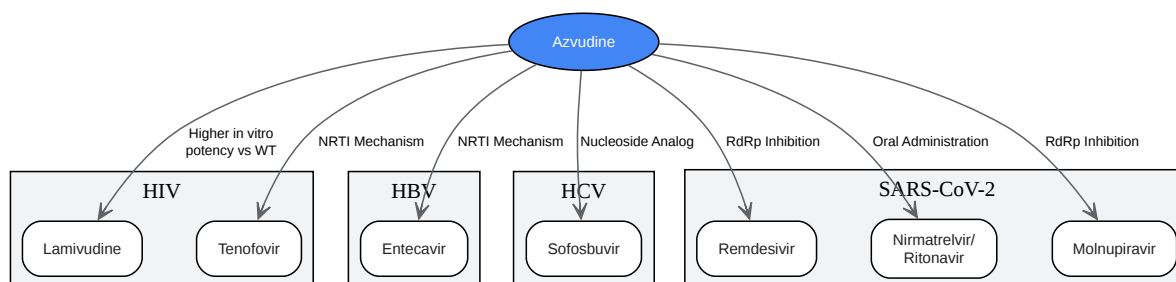 Azvudine
Higher in vitro
potency vs WT
NRTI Mechanism
NRTI Mechanism
Nucleoside Analog
RdRp Inhibition
Oral Administration
RdRp Inhibition
HIV
HBV
HCV
SARS-CoV-2
Lamivudine
Tenofovir
Entecavir
Sofosbuvir
Remdesivir
Nirmatrelvir/
Ritonavir
Molnupiravir